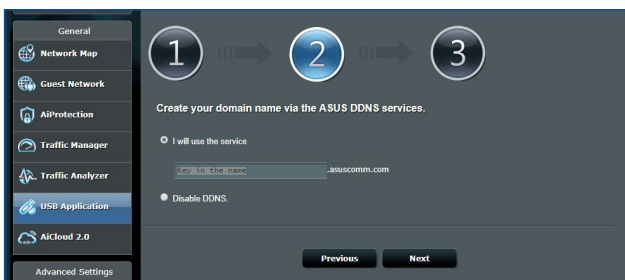 General
Network Map
Guest Network
AiProtection
Traffic Manager
Traffic Analyzer
USB Application
AiCloud 2.0
Advanced Settings
1
2
3
Create your domain name via the ASUS DDNS services.
I will use the service
Key in the name .asuscomm.com
Disable DDNS.
Previous Next